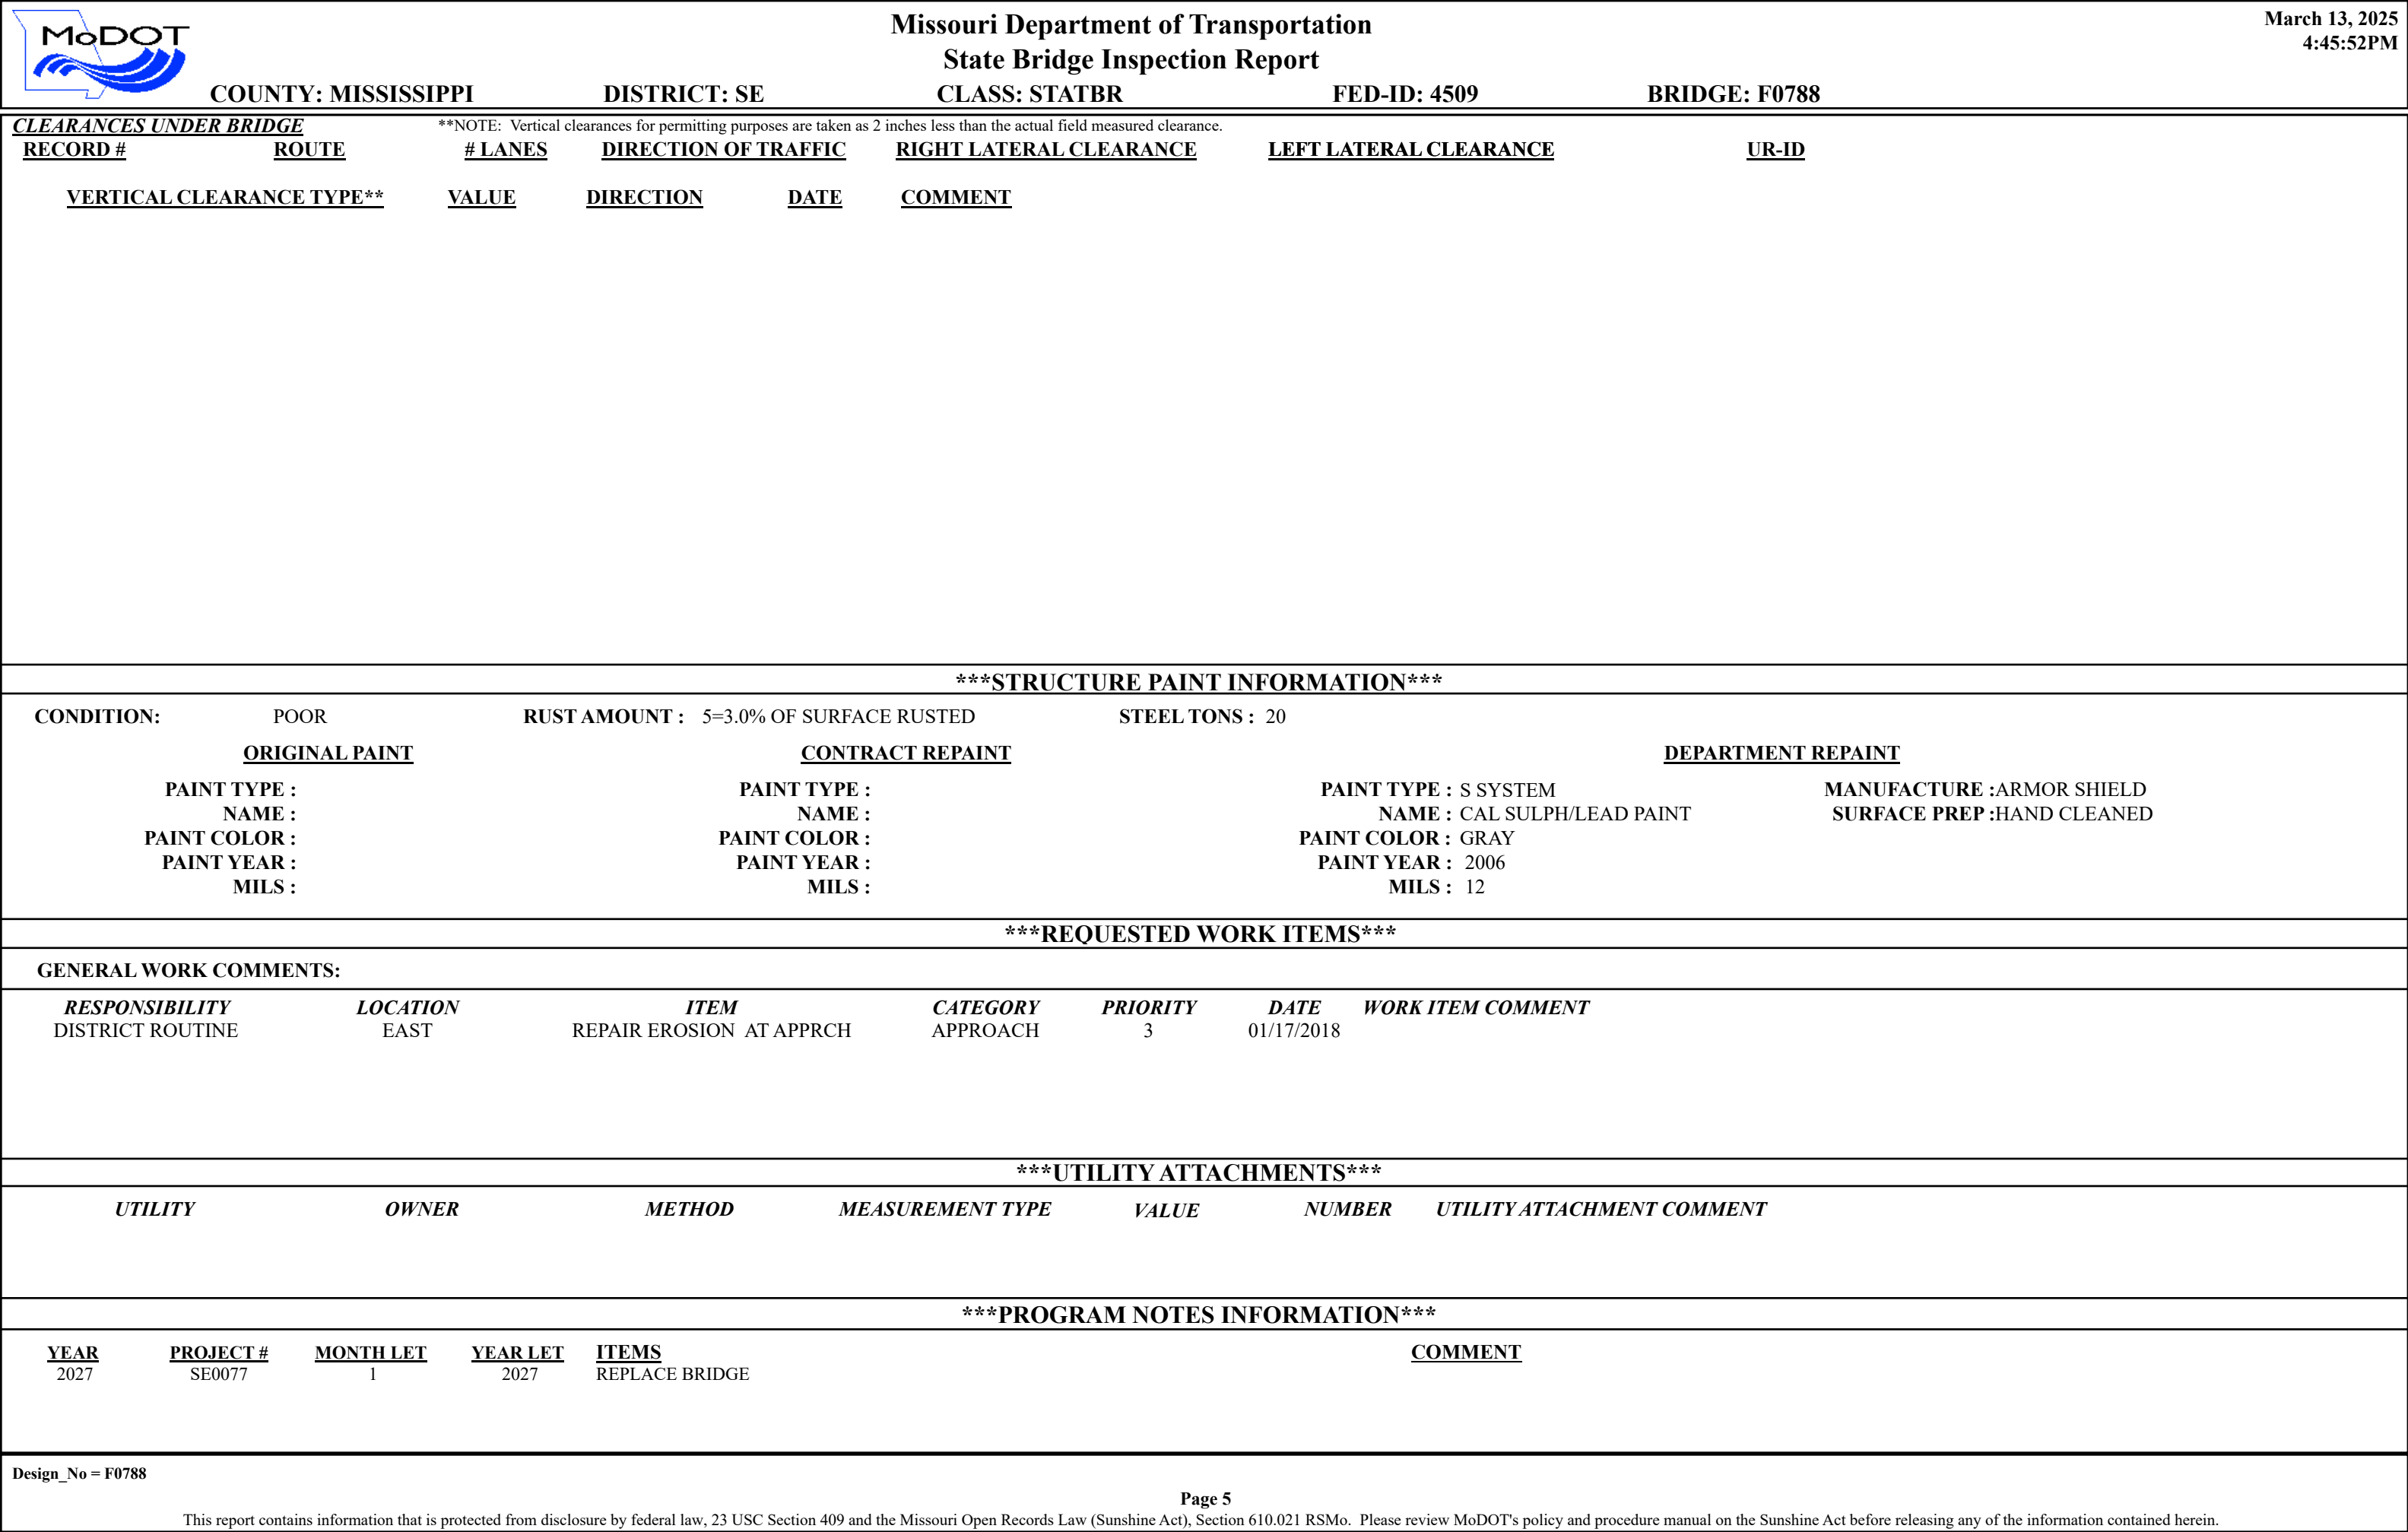 MoDOT
Missouri Department of Transportation
State Bridge Inspection Report
March 13, 2025
4:45:52PM
COUNTY: MISSISSIPPI DISTRICT: SE CLASS: STATBR FED-ID: 4509 BRIDGE: F0788
CLEARANCES UNDER BRIDGE **NOTE: Vertical clearances for permitting purposes are taken as 2 inches less than the actual field measured clearance.
RECORD # ROUTE # LANES DIRECTION OF TRAFFIC RIGHT LATERAL CLEARANCE LEFT LATERAL CLEARANCE UR-ID
VERTICAL CLEARANCE TYPE** VALUE DIRECTION DATE COMMENT
***STRUCTURE PAINT INFORMATION***
CONDITION: POOR RUST AMOUNT : 5=3.0% OF SURFACE RUSTED STEEL TONS : 20
ORIGINAL PAINT CONTRACT REPAINT DEPARTMENT REPAINT
PAINT TYPE : PAINT TYPE : PAINT TYPE : S SYSTEM MANUFACTURE :ARMOR SHIELD
NAME : NAME : NAME : CAL SULPH/LEAD PAINT SURFACE PREP :HAND CLEANED
PAINT COLOR : PAINT COLOR : PAINT COLOR : GRAY
PAINT YEAR : PAINT YEAR : PAINT YEAR : 2006
MILS : MILS : MILS : 12
***REQUESTED WORK ITEMS***
GENERAL WORK COMMENTS:
RESPONSIBILITY LOCATION ITEM CATEGORY PRIORITY DATE WORK ITEM COMMENT
DISTRICT ROUTINE EAST REPAIR EROSION AT APPRCH APPROACH 3 01/17/2018
***UTILITY ATTACHMENTS***
UTILITY OWNER METHOD MEASUREMENT TYPE VALUE NUMBER UTILITY ATTACHMENT COMMENT
***PROGRAM NOTES INFORMATION***
YEAR PROJECT # MONTH LET YEAR LET ITEMS COMMENT
2027 SE0077 1 2027 REPLACE BRIDGE
Design_No = F0788
Page 5
This report contains information that is protected from disclosure by federal law, 23 USC Section 409 and the Missouri Open Records Law (Sunshine Act), Section 610.021 RSMo. Please review MoDOT's policy and procedure manual on the Sunshine Act before releasing any of the information contained herein.